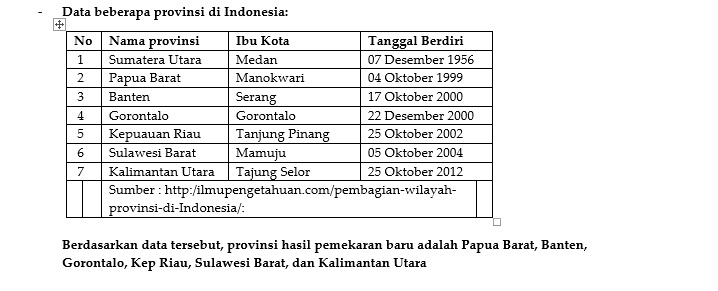 - Data beberapa provinsi di Indonesia:
No Nama provinsi Ibu Kota Tanggal Berdiri
1 Sumatera Utara Medan 07 Desember 1956
2 Papua Barat Manokwari 04 Oktober 1999
3 Banten Serang 17 Oktober 2000
4 Gorontalo Gorontalo 22 Desember 2000
5 Kepuauan Riau Tanjung Pinang 25 Oktober 2002
6 Sulawesi Barat Mamuju 05 Oktober 2004
7 Kalimantan Utara Tajung Selor 25 Oktober 2012
Sumber : http:/ilmupengetahuan.com/pembagian-wilayah-
provinsi-di-Indonesia/:
Berdasarkan data tersebut, provinsi hasil pemekaran baru adalah Papua Barat, Banten,
Gorontalo, Kep Riau, Sulawesi Barat, dan Kalimantan Utara